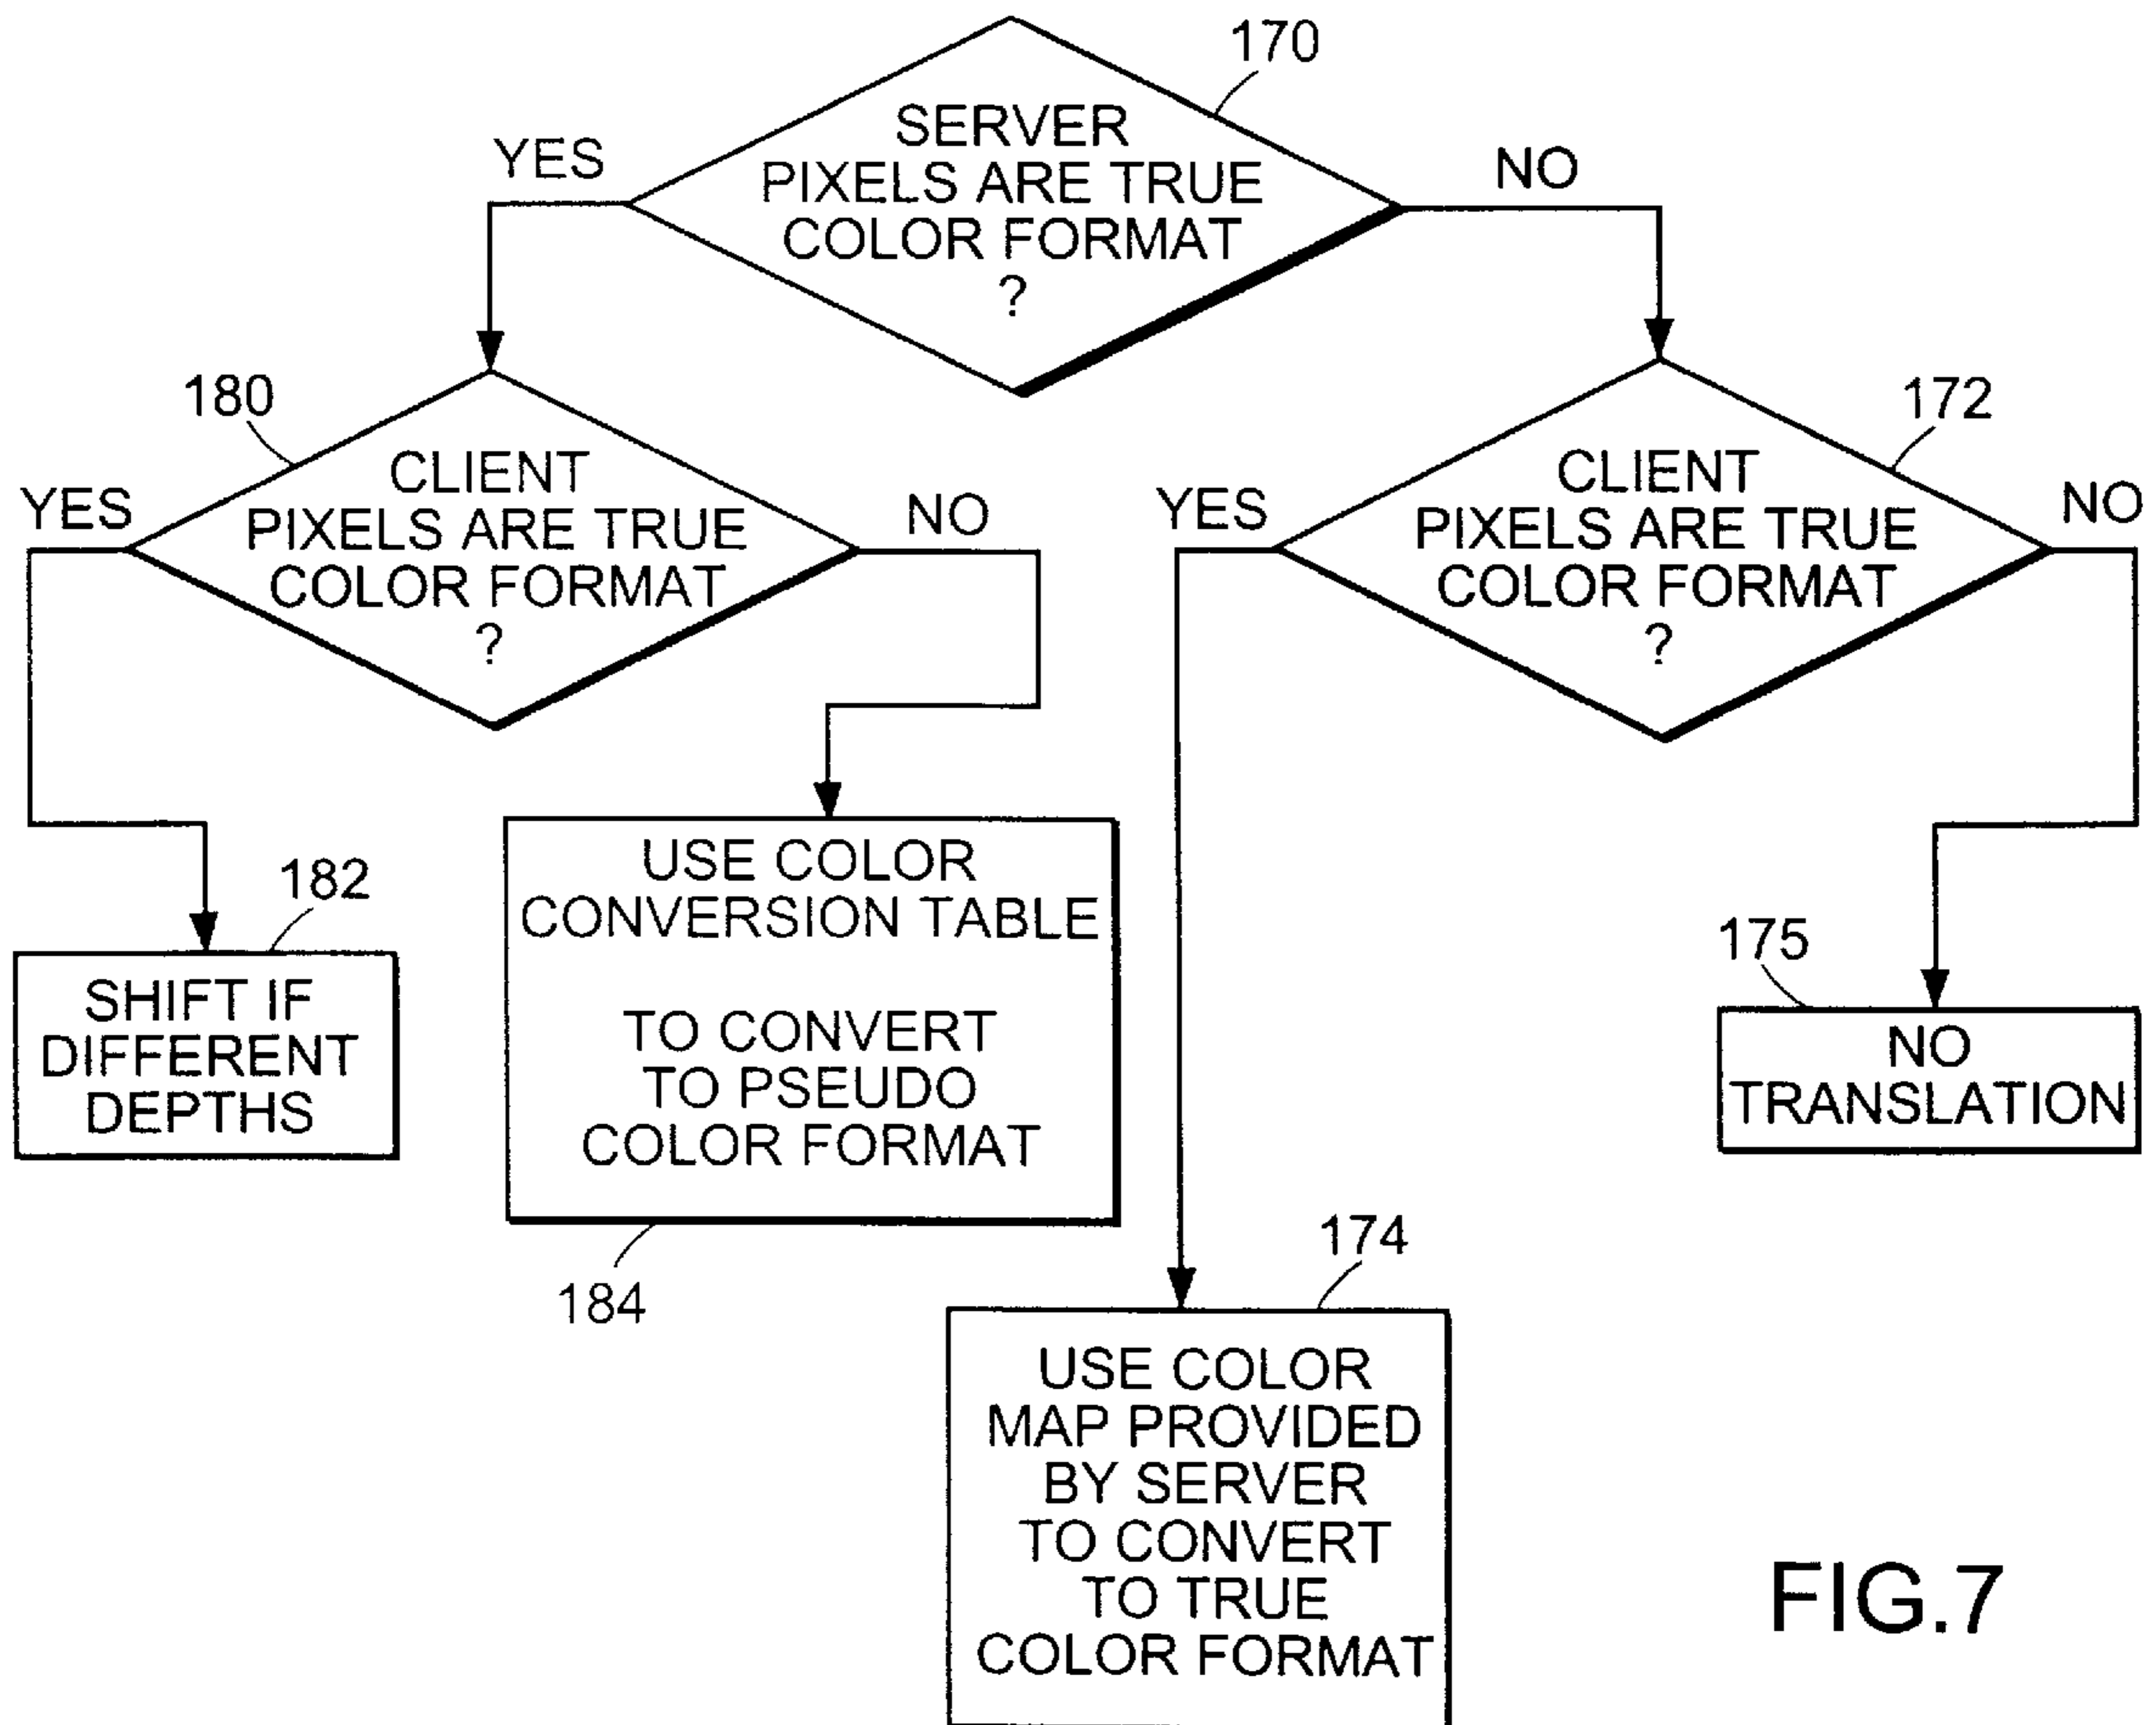 170
SERVER
PIXELS ARE TRUE
COLOR FORMAT
?
YES
NO
180
CLIENT
PIXELS ARE TRUE
COLOR FORMAT
?
YES
NO
172
CLIENT
PIXELS ARE TRUE
COLOR FORMAT
?
YES
NO
182
SHIFT IF
DIFFERENT
DEPTHS
USE COLOR
CONVERSION TABLE
TO CONVERT
TO PSEUDO
COLOR FORMAT
184
175
NO
TRANSLATION
174
USE COLOR
MAP PROVIDED
BY SERVER
TO CONVERT
TO TRUE
COLOR FORMAT
FIG.7